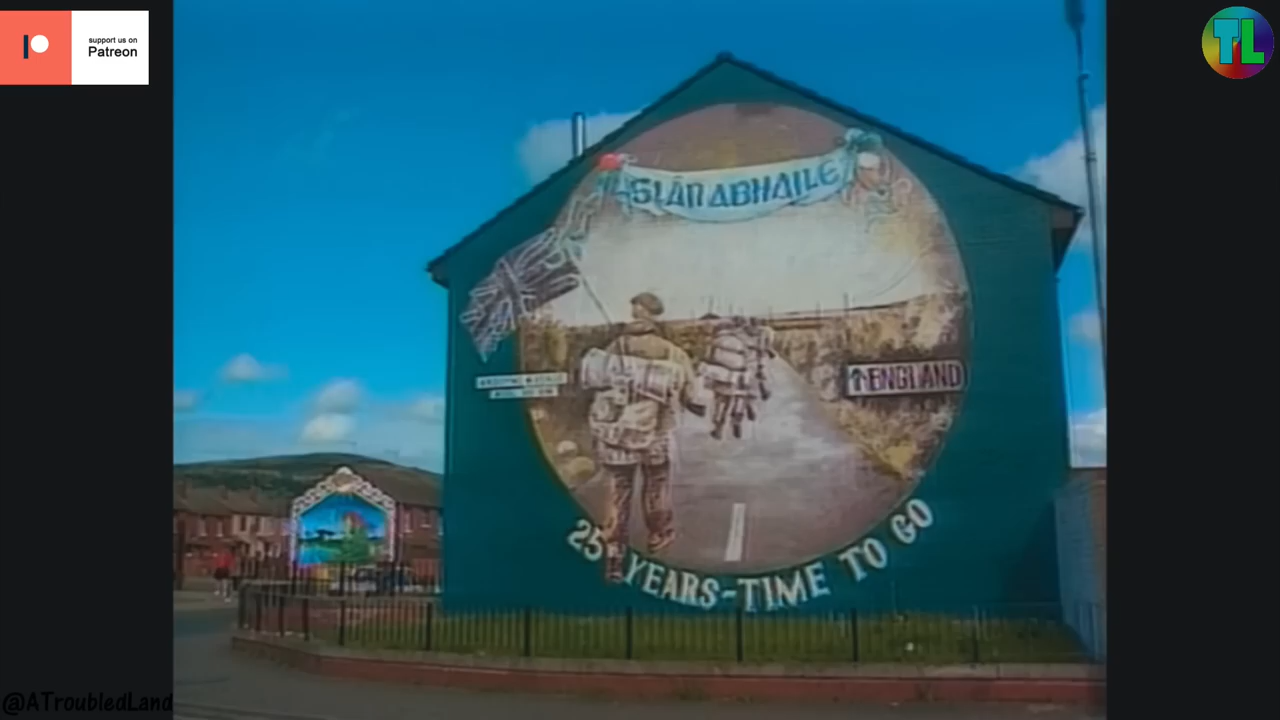 support us on
Patreon
TL
SLÁN ABHAILE
↑ENGLAND
25 YEARS-TIME TO GO
@ATroubledLand